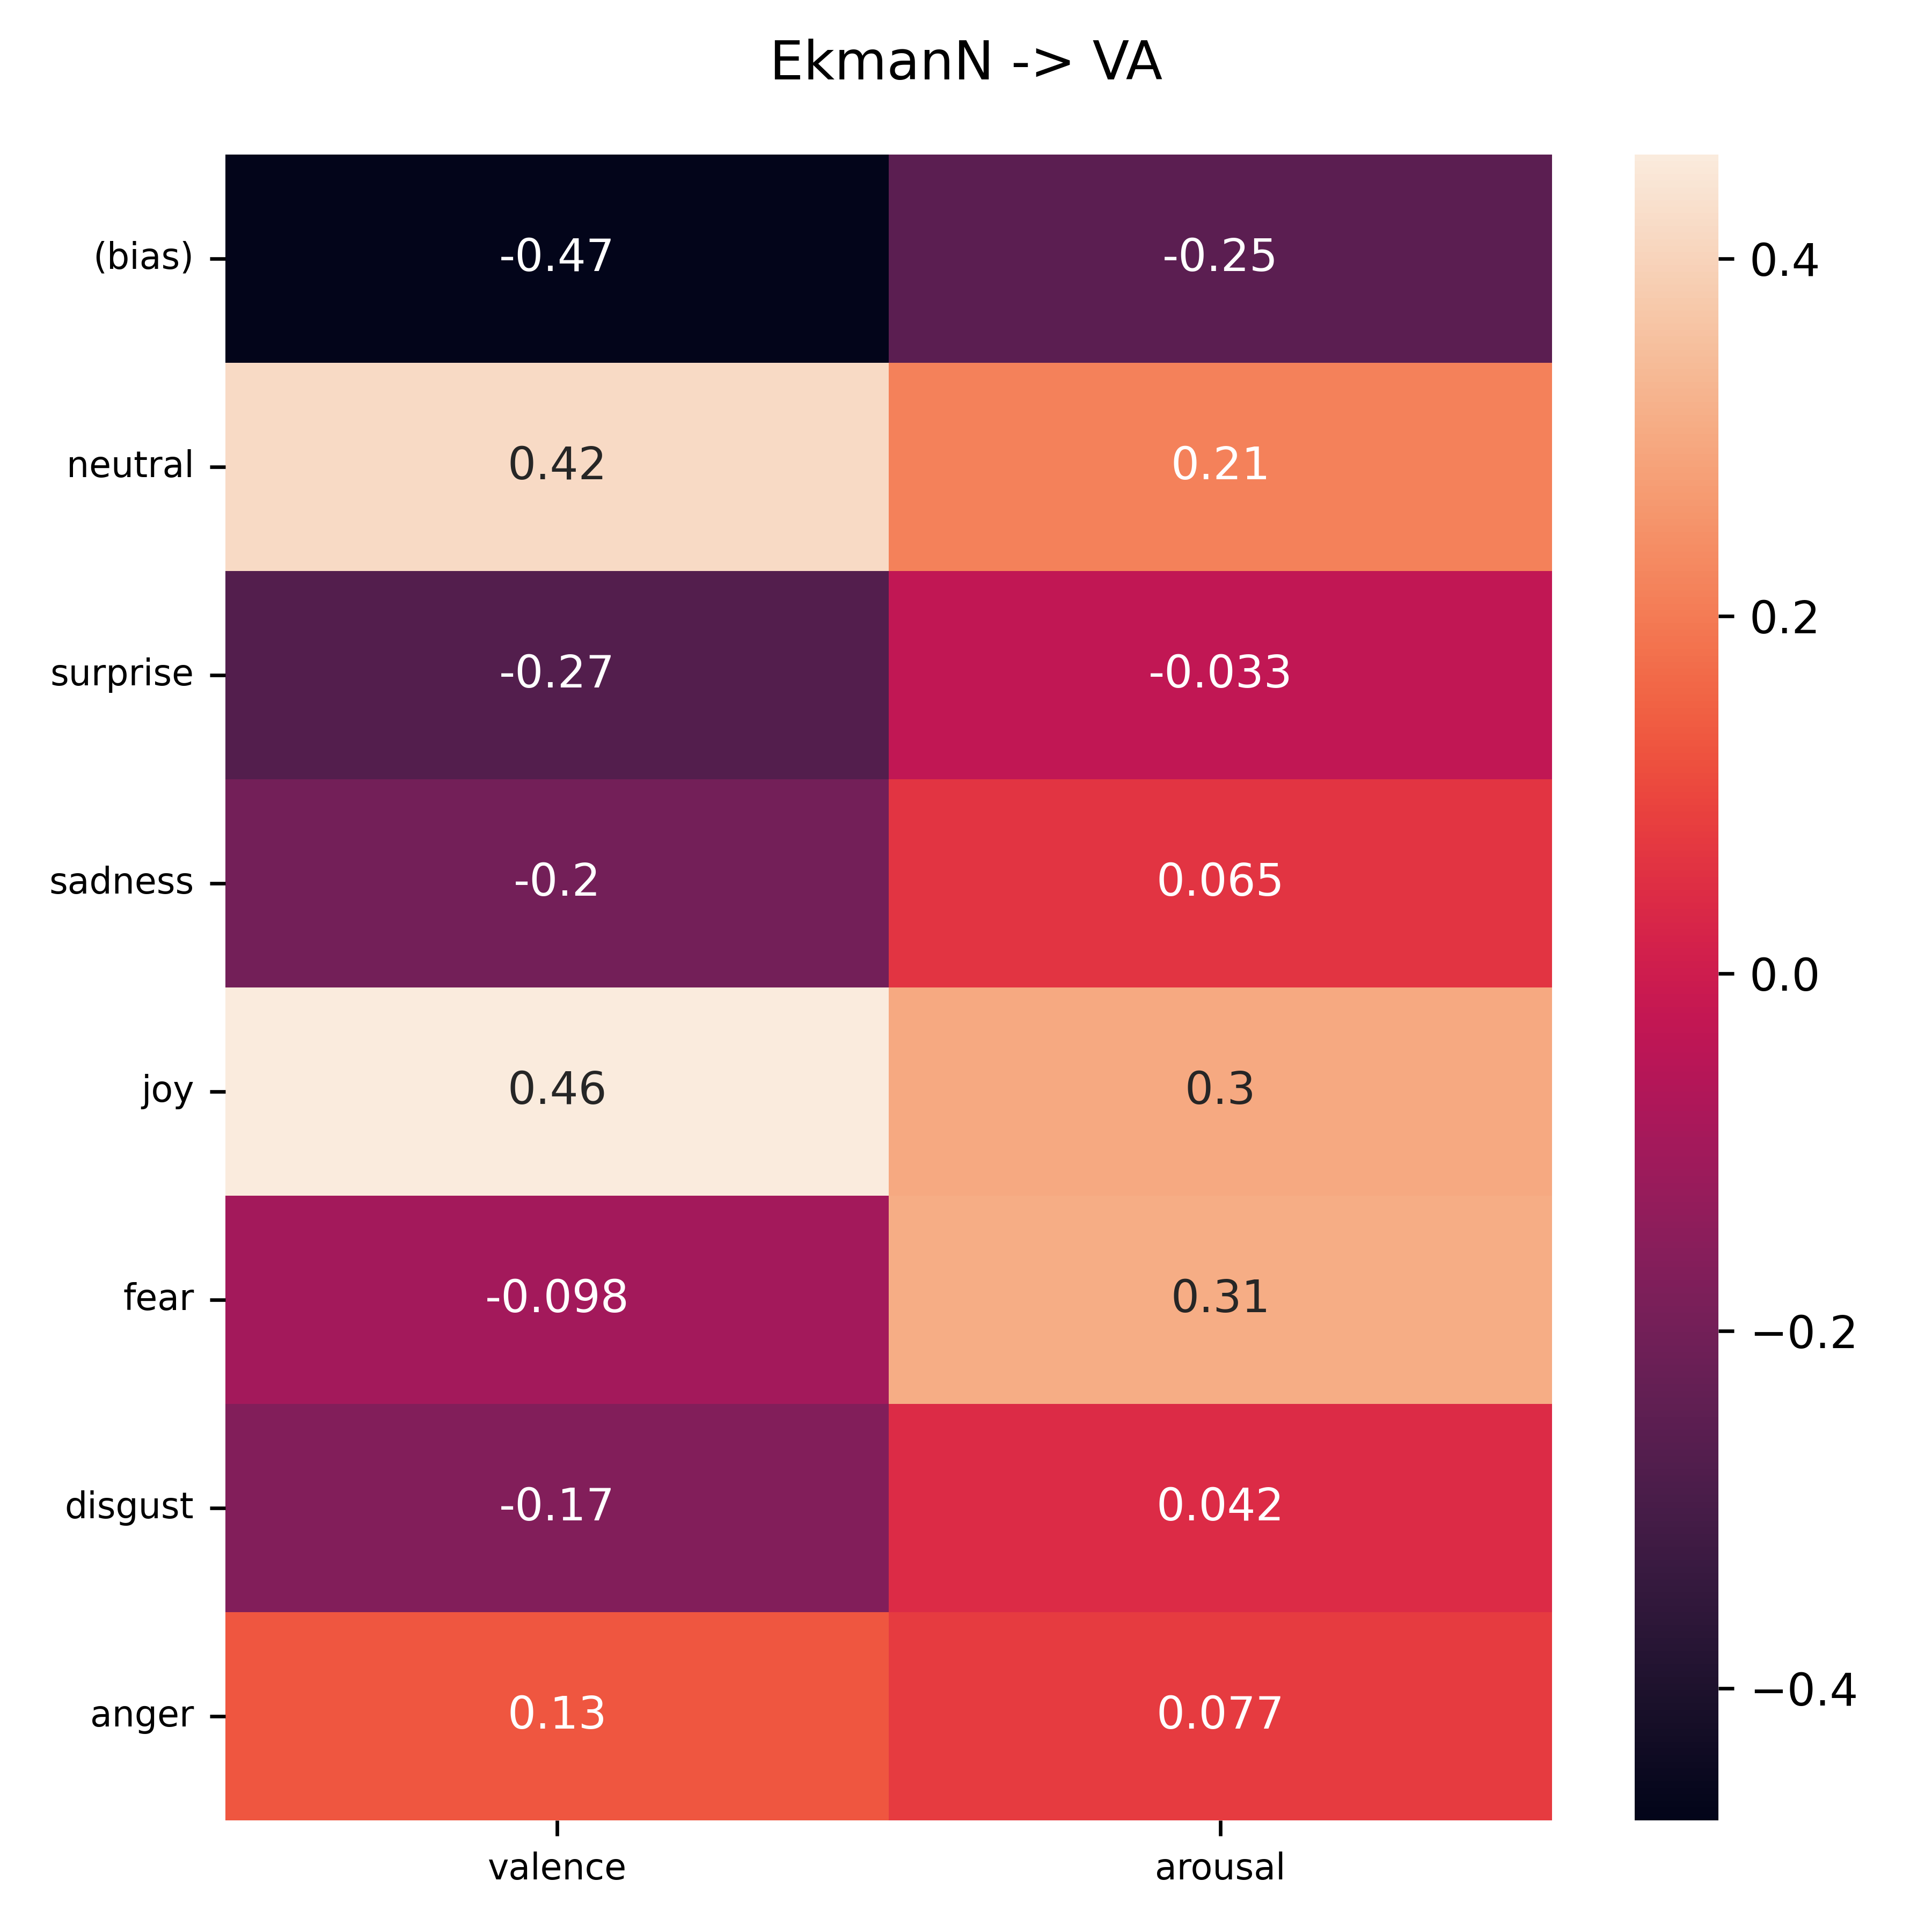 EkmanN -> VA
(bias) -0.47 -0.25
neutral 0.42 0.21
surprise -0.27 -0.033
sadness -0.2 0.065
joy 0.46 0.3
fear -0.098 0.31
disgust -0.17 0.042
anger 0.13 0.077
valence arousal
0.4
0.2
0.0
−0.2
−0.4